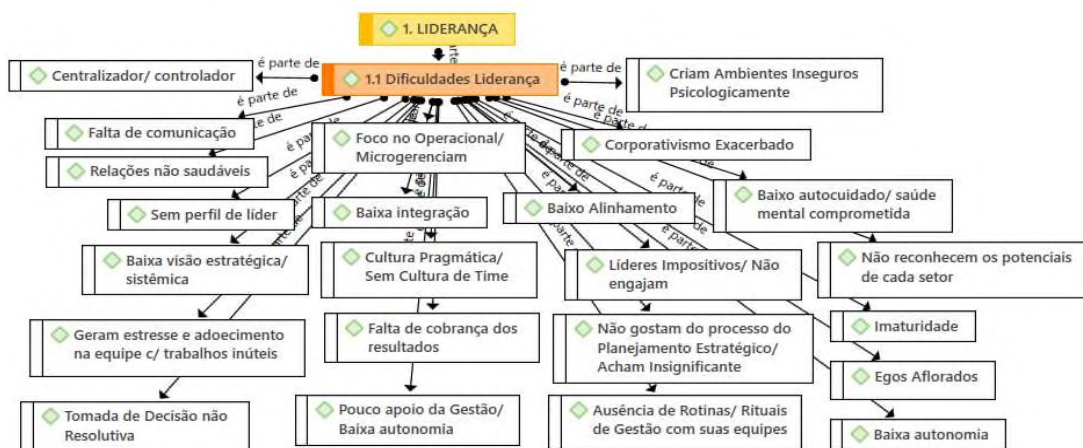 1. LIDERANÇA
é parte de
1.1 Dificuldades Liderança
é parte de
Centralizador/ controlador
é parte de
Criam Ambientes Inseguros
Psicologicamente
é parte de
Falta de comunicação
Foco no Operacional/
Microgerenciam
Corporativismo Exacerbado
Relações não saudáveis
é parte de
é parte de
Baixo autocuidado/ saúde
mental comprometida
Sem perfil de líder
Baixa integração
Baixo Alinhamento
Baixa visão estratégica/
sistêmica
Cultura Pragmática/
Sem Cultura de Time
Líderes Impositivos/ Não
engajam
Não reconhecem os potenciais
de cada setor
Geram estresse e adoecimento
na equipe c/ trabalhos inúteis
Falta de cobrança dos
resultados
Não gostam do processo do
Planejamento Estratégico/
Acham Insignificante
Imaturidade
Egos Aflorados
Tomada de Decisão não
Resolutiva
Pouco apoio da Gestão/
Baixa autonomia
Ausência de Rotinas/ Rituais
de Gestão com suas equipes
Baixa autonomia